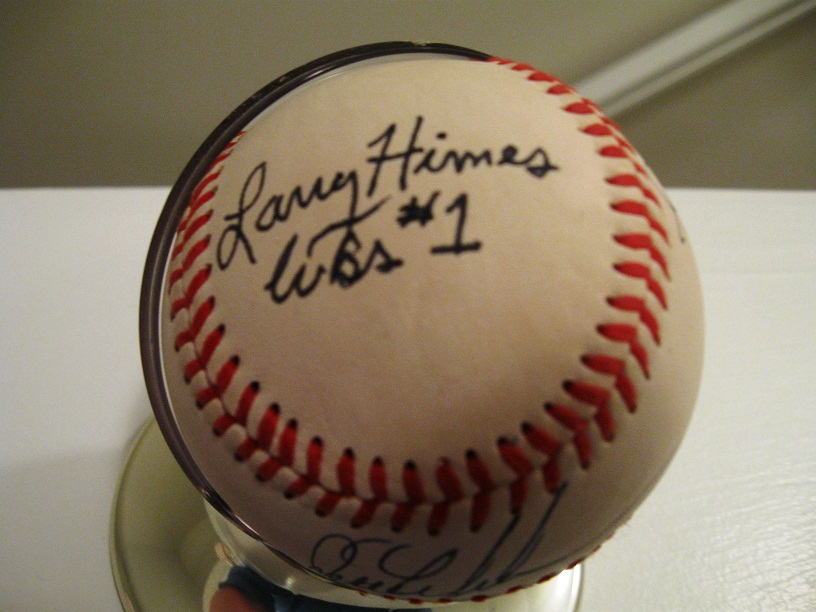 Larry Himes
Cubs #1